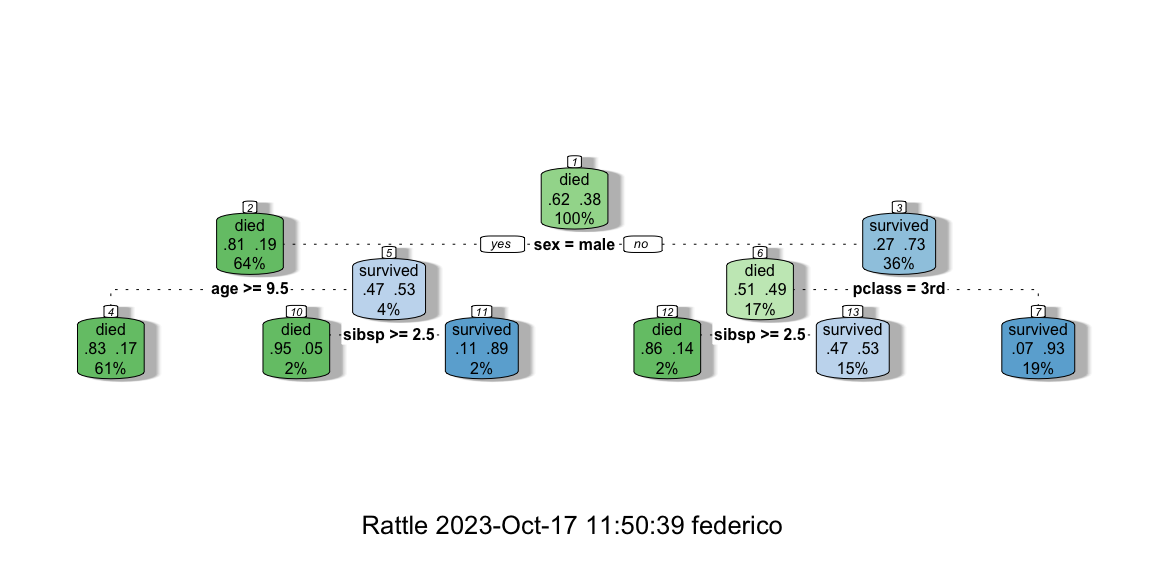 1
died
.62 .38
100%
yes sex = male no
2
died
.81 .19
64%
3
survived
.27 .73
36%
age >= 9.5
pclass = 3rd
5
survived
.47 .53
4%
6
died
.51 .49
17%
sibsp >= 2.5
sibsp >= 2.5
4
died
.83 .17
61%
10
died
.95 .05
2%
11
survived
.11 .89
2%
12
died
.86 .14
2%
13
survived
.47 .53
15%
7
survived
.07 .93
19%
Rattle 2023-Oct-17 11:50:39 federico